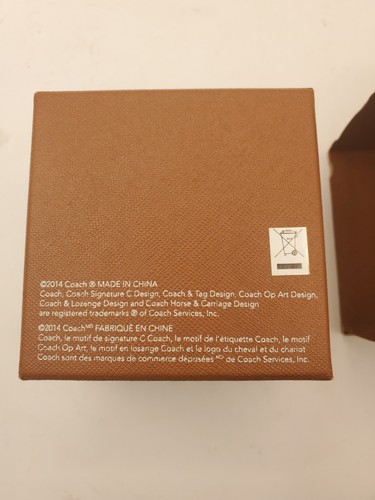 ©2014 Coach ® MADE IN CHINA
Coach, Coach Signature C Design, Coach & Tag Design, Coach Op Art Design,
Coach & Lozenge Design and Coach Horse & Carriage Design
are registered trademarks ® of Coach Services, Inc.
©2014 Coachᴹᴰ FABRIQUÉ EN CHINE
Coach, le motif de signature C Coach, le motif de l'étiquette Coach, le motif
Coach Op Art, le motif en losange Coach et le logo du cheval et du chariot
Coach sont des marques de commerce déposées ᴹᴰ de Coach Services, Inc.